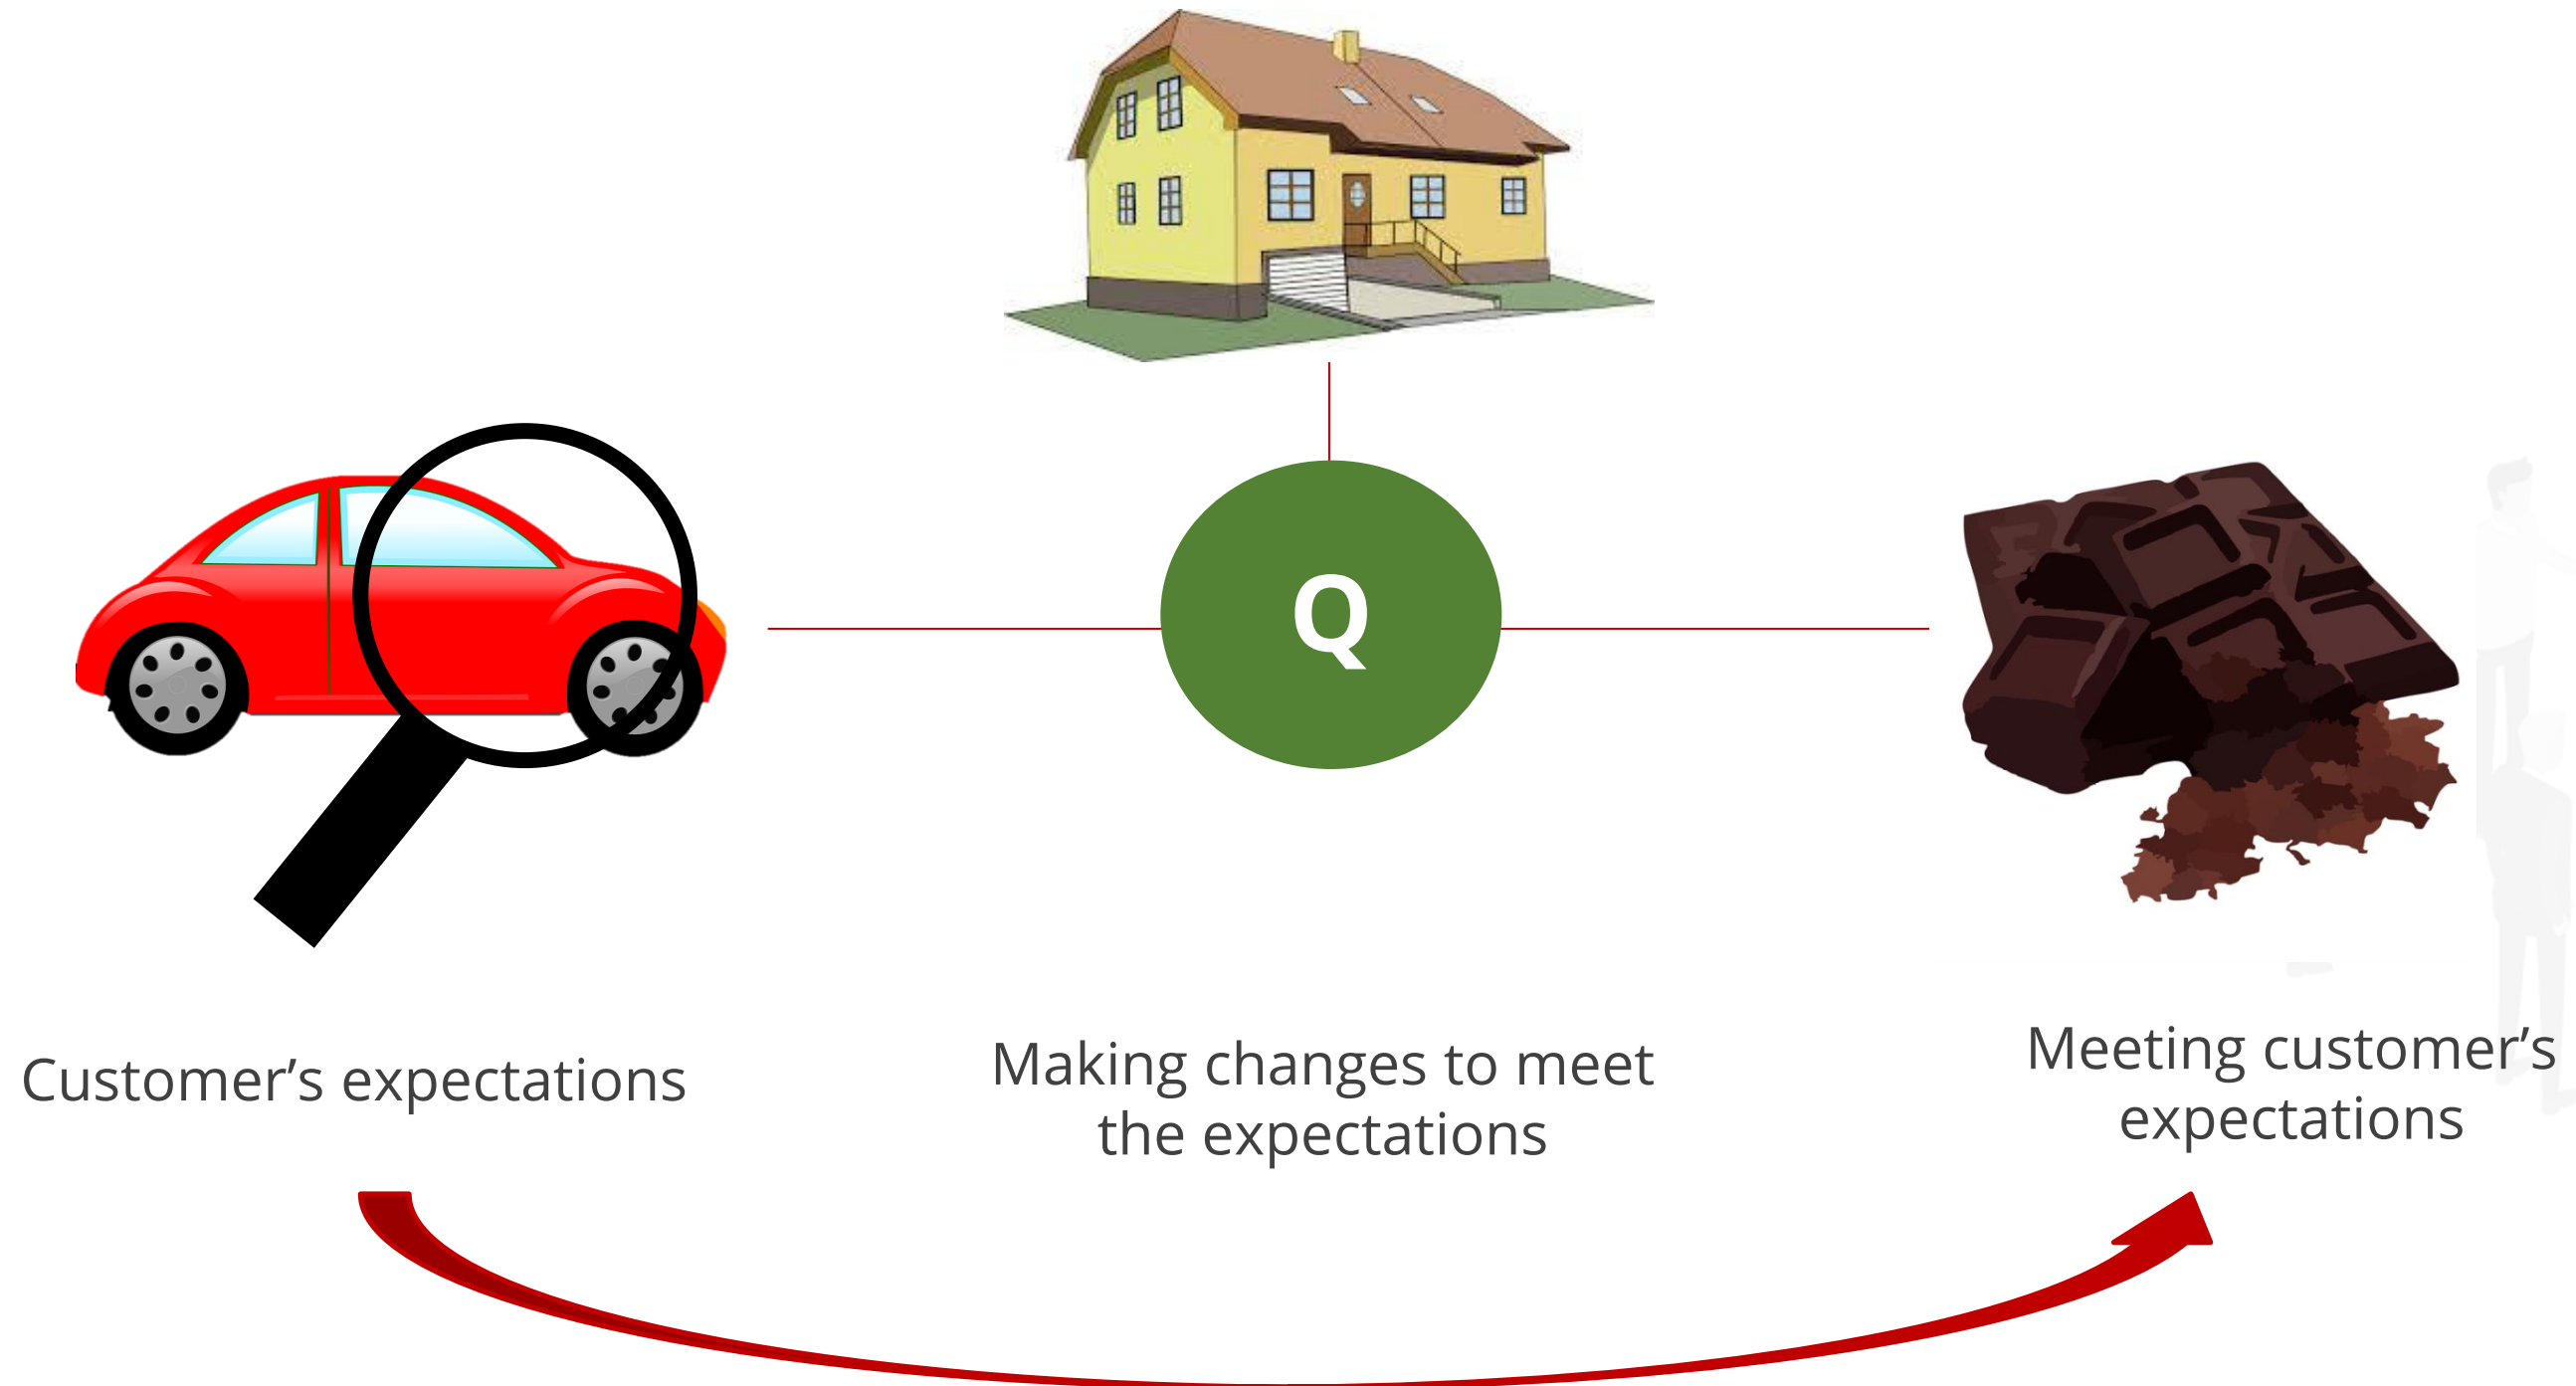 Q
Customer’s expectations
Making changes to meet
the expectations
Meeting customer’s
expectations